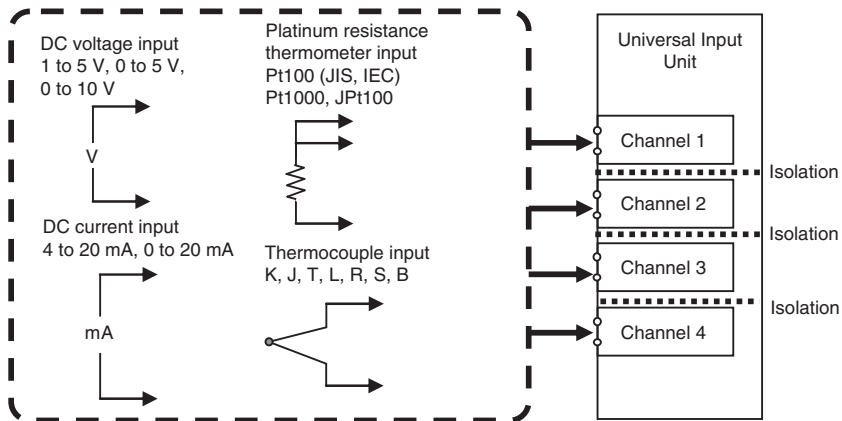 DC voltage input
1 to 5 V, 0 to 5 V,
0 to 10 V
V
DC current input
4 to 20 mA, 0 to 20 mA
mA
Platinum resistance
thermometer input
Pt100 (JIS, IEC)
Pt1000, JPt100
Thermocouple input
K, J, T, L, R, S, B
Universal Input
Unit
Channel 1
Isolation
Channel 2
Isolation
Channel 3
Isolation
Channel 4